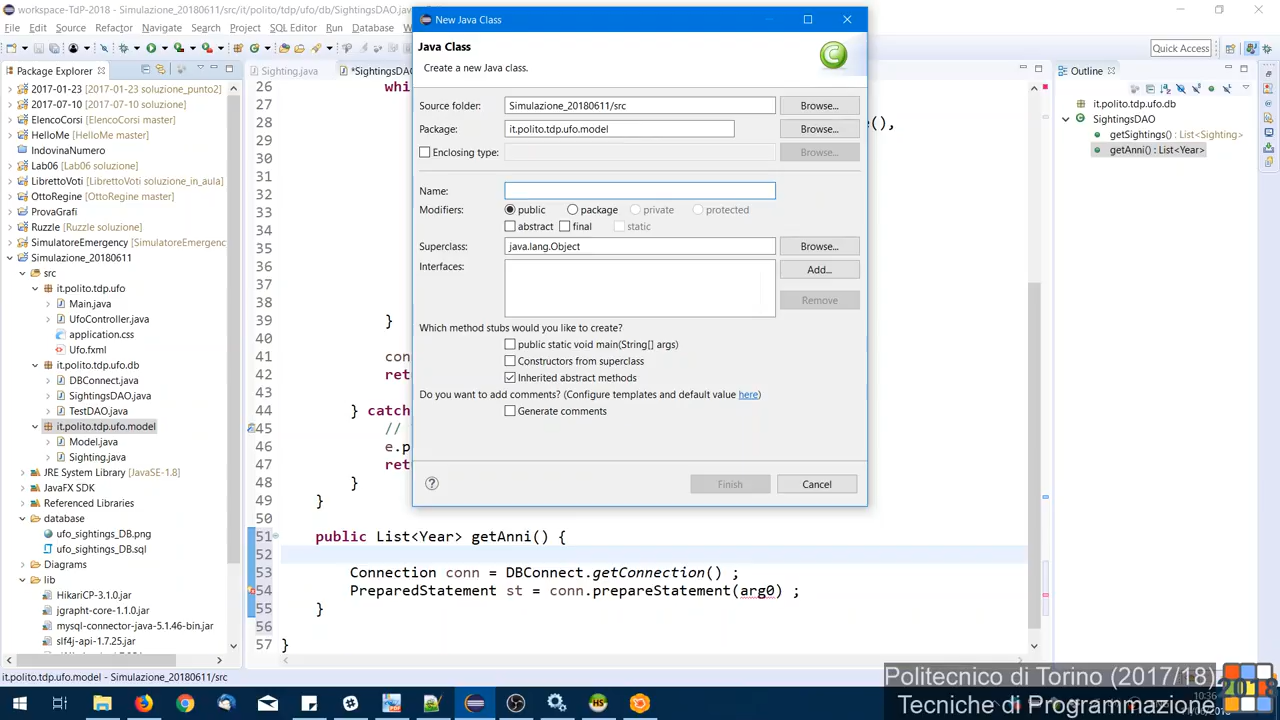 workspace-TdP-2018 - Simulazione_20180611/src/it/polito/tdp/ufo/db/SightingsDAO
File Edit Source Refactor Navigate Search Project SQL Editor Run Database
Quick Access
Package Explorer
2017-01-23 [2017-01-23 soluzione_punto2]
2017-07-10 [2017-07-10 soluzione]
ElencoCorsi [ElencoCorsi master]
HelloMe [HelloMe master]
IndovinaNumero
Lab06 [Lab06 soluzione]
LibrettoVoti [LibrettoVoti soluzione_in_aula]
OttoRegine [OttoRegine master]
ProvaGrafi
Ruzzle [Ruzzle soluzione]
SimulatoreEmergency [SimulatoreEmergenc
Simulazione_20180611
src
it.polito.tdp.ufo
Main.java
UfoController.java
application.css
Ufo.fxml
it.polito.tdp.ufo.db
DBConnect.java
SightingsDAO.java
TestDAO.java
it.polito.tdp.ufo.model
Model.java
Sighting.java
JRE System Library [JavaSE-1.8]
JavaFX SDK
Referenced Libraries
database
ufo_sightings_DB.png
ufo_sightings_DB.sql
Diagrams
lib
HikariCP-3.1.0.jar
jgrapht-core-1.1.0.jar
mysql-connector-java-5.1.46-bin.jar
slf4j-api-1.7.25.jar
it.polito.tdp.ufo.model - Simulazione_20180611/src
Sighting.java
*SightingsDAO
26 whi
27
28 ),
29
30
31
32
33
34
35
36
37
38
39 }
40
41 con
42 ret
43
44 } catch
45 //
46 e.p
47 ret
48 }
49 }
50
51 public List<Year> getAnni() {
52
53 Connection conn = DBConnect.getConnection() ;
54 PreparedStatement st = conn.prepareStatement(arg0) ;
55 }
56
57 }
New Java Class
Java Class
Create a new Java class.
Source folder: Simulazione_20180611/src Browse...
Package: it.polito.tdp.ufo.model Browse...
Enclosing type: Browse...
Name:
Modifiers: public package private protected
abstract final static
Superclass: java.lang.Object Browse...
Interfaces: Add...
Remove
Which method stubs would you like to create?
public static void main(String[] args)
Constructors from superclass
Inherited abstract methods
Do you want to add comments? (Configure templates and default value here)
Generate comments
Finish Cancel
Outline
it.polito.tdp.ufo.db
SightingsDAO
getSightings() : List<Sighting>
getAnni() : List<Year>
Politecnico di Torino (2017/18)
Tecniche di Programmazione
2018
10:36